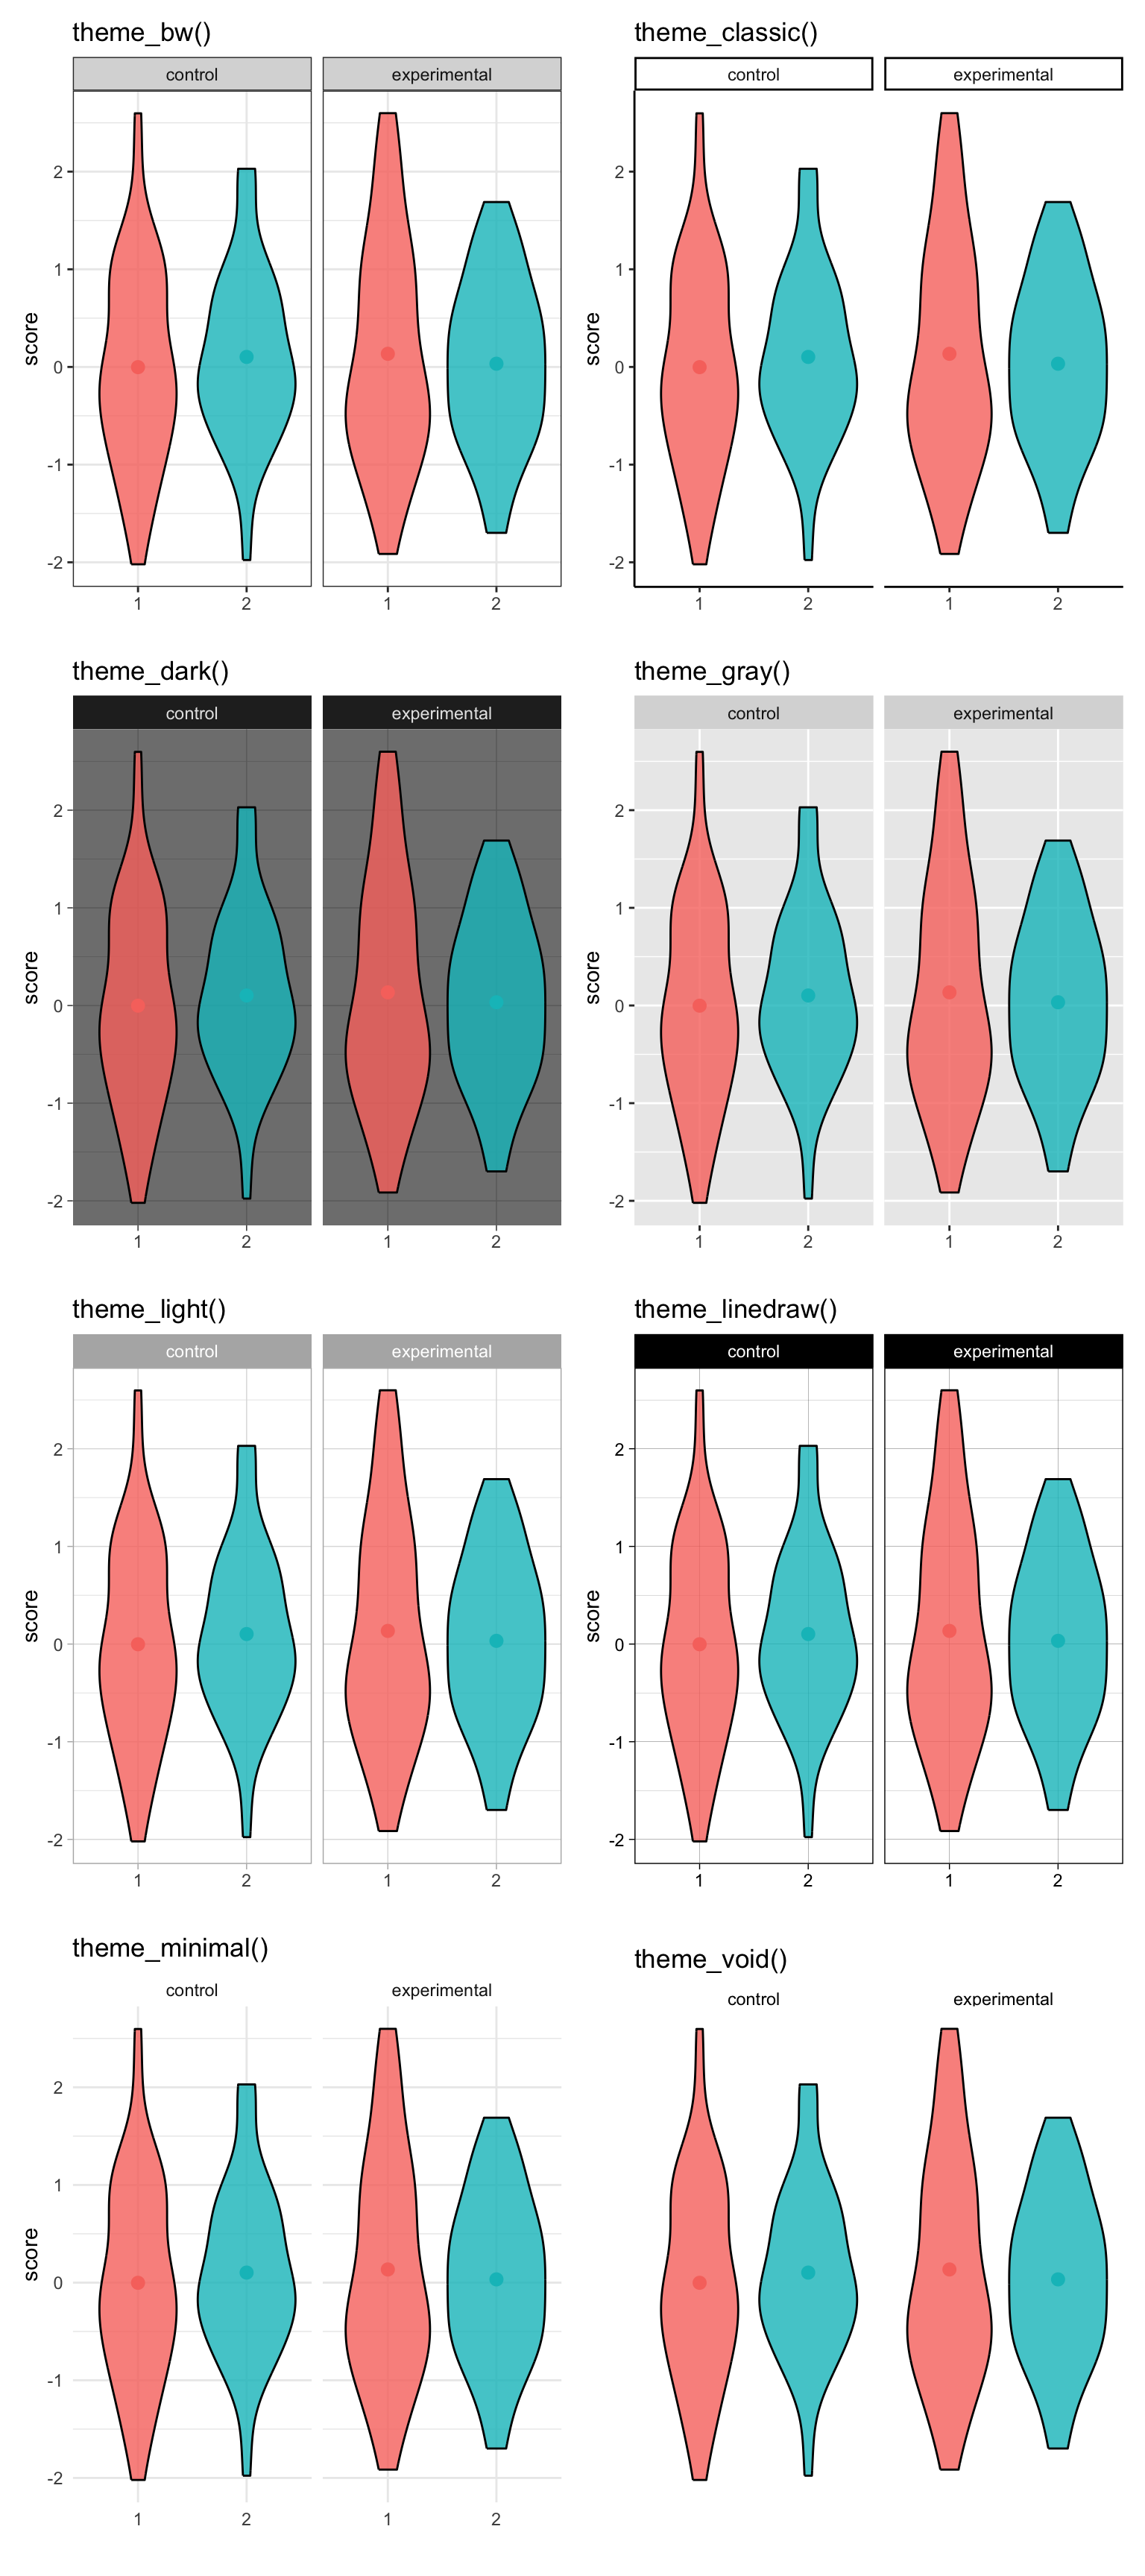 theme_bw() theme_classic()
control experimental control experimental
2 2
1 1
score 0 score 0
-1 -1
-2 -2
1 2 1 2 1 2 1 2
theme_dark() theme_gray()
control experimental control experimental
2 2
1 1
score 0 score 0
-1 -1
-2 -2
1 2 1 2 1 2 1 2
theme_light() theme_linedraw()
control experimental control experimental
2 2
1 1
score 0 score 0
-1 -1
-2 -2
1 2 1 2 1 2 1 2
theme_minimal() theme_void()
control experimental control experimental
2
1
score 0
-1
-2
1 2 1 2